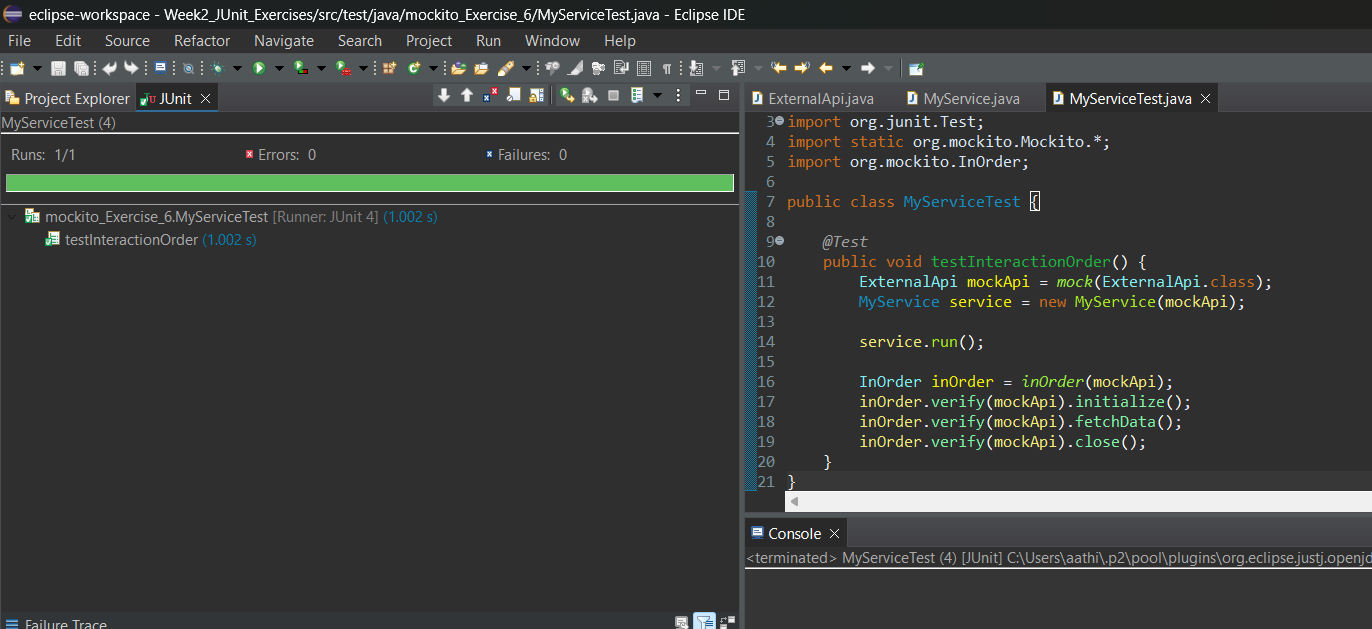 eclipse-workspace - Week2_JUnit_Exercises/src/test/java/mockito_Exercise_6/MyServiceTest.java - Eclipse IDE
File Edit Source Refactor Navigate Search Project Run Window Help
Project Explorer JUnit
MyServiceTest (4)
Runs: 1/1 Errors: 0 Failures: 0
mockito_Exercise_6.MyServiceTest [Runner: JUnit 4] (1.002 s)
testInteractionOrder (1.002 s)
Failure Trace
ExternalApi.java MyService.java MyServiceTest.java
3 import org.junit.Test;
4 import static org.mockito.Mockito.*;
5 import org.mockito.InOrder;
6
7 public class MyServiceTest {
8
9 @Test
10 public void testInteractionOrder() {
11 ExternalApi mockApi = mock(ExternalApi.class);
12 MyService service = new MyService(mockApi);
13
14 service.run();
15
16 InOrder inOrder = inOrder(mockApi);
17 inOrder.verify(mockApi).initialize();
18 inOrder.verify(mockApi).fetchData();
19 inOrder.verify(mockApi).close();
20 }
21 }
Console
<terminated> MyServiceTest (4) [JUnit] C:\Users\aathi\.p2\pool\plugins\org.eclipse.justj.openjd